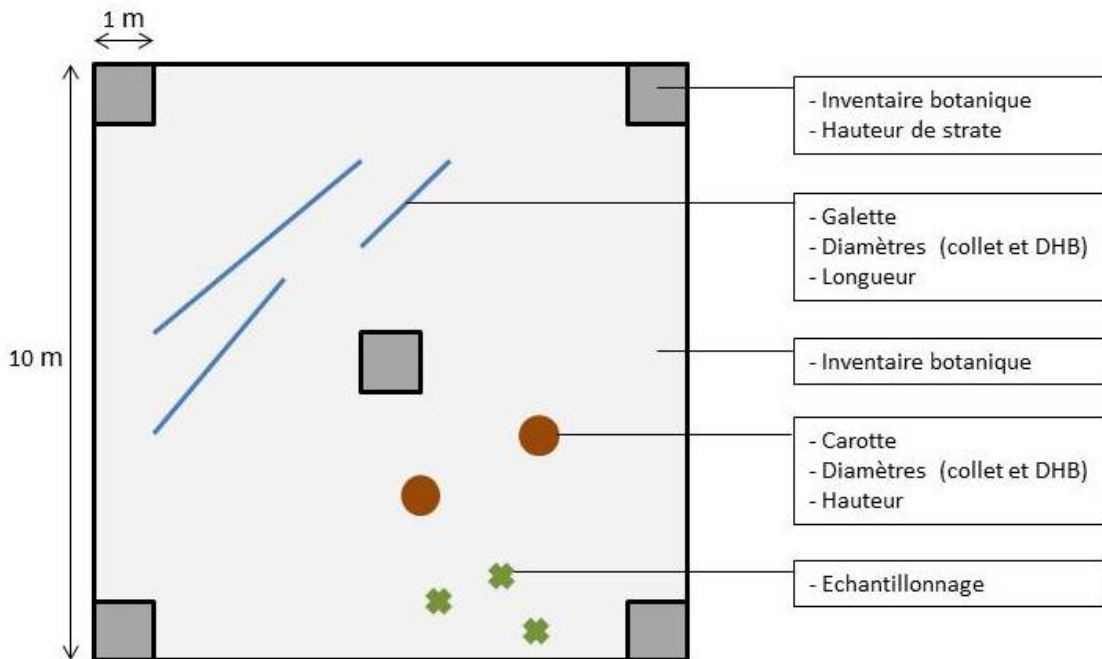 1 m
10 m
- Inventaire botanique
- Hauteur de strate
- Galette
- Diamètres (collet et DHB)
- Longueur
- Inventaire botanique
- Carotte
- Diamètres (collet et DHB)
- Hauteur
- Echantillonnage